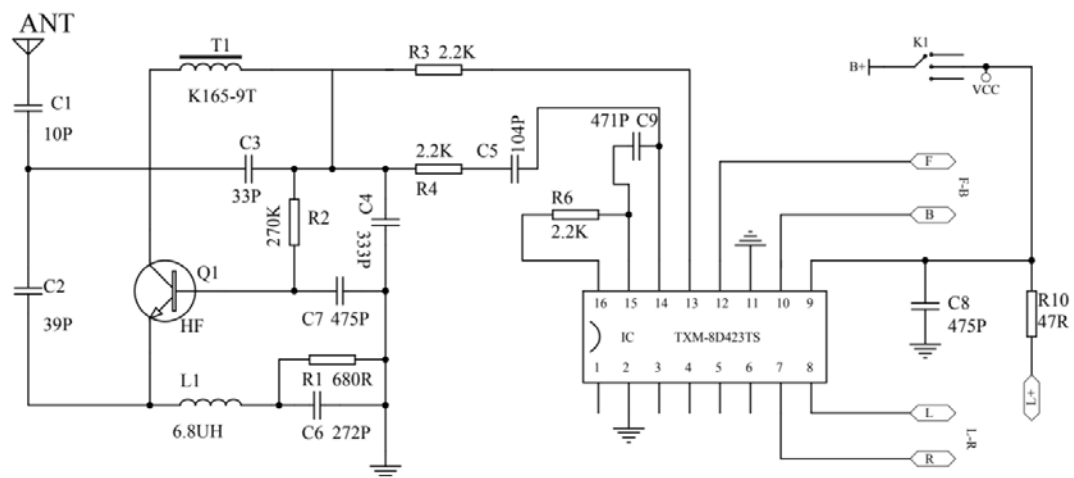 ANT
T1
K165-9T
R3 2.2K
K1
B+
VCC
C1
10P
C3
33P
2.2K
R4
C5
104P
471P C9
R2
270K
C4
333P
R6
2.2K
F
F-B
B
Q1
HF
C2
39P
C7 475P
16 15 14 13 12 11 10 9
IC TXM-8D423TS
1 2 3 4 5 6 7 8
C8
475P
R10
47R
R1 680R
L1
6.8UH
C6 272P
L+
L
L-R
R